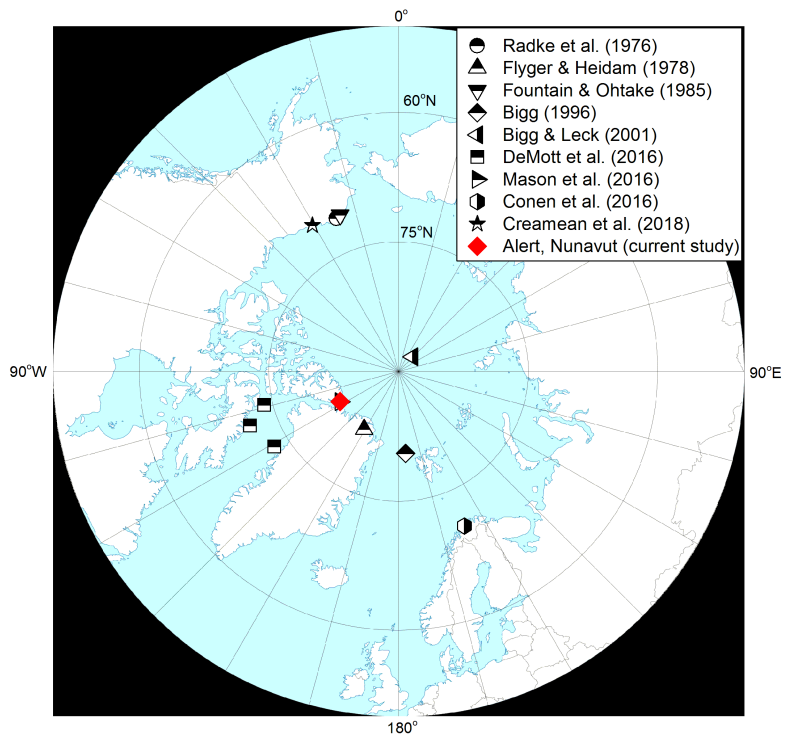 0°
Radke et al. (1976)
Flyger & Heidam (1978)
Fountain & Ohtake (1985)
Bigg (1996)
Bigg & Leck (2001)
DeMott et al. (2016)
Mason et al. (2016)
Conen et al. (2016)
Creamean et al. (2018)
Alert, Nunavut (current study)
60°N
75°N
90°W
90°E
180°